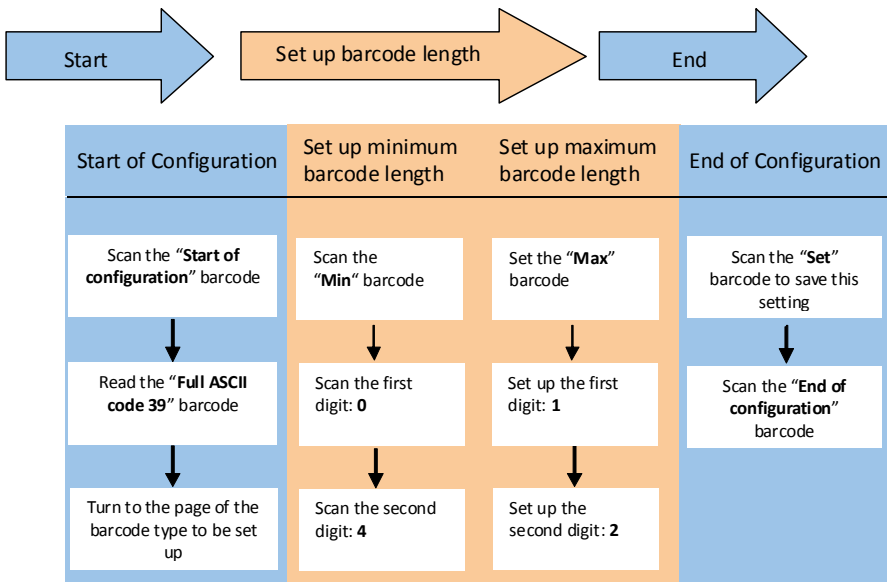 Start
Set up barcode length
End
Start of Configuration
Set up minimum
barcode length
Set up maximum
barcode length
End of Configuration
Scan the “Start of
configuration” barcode
Read the “Full ASCII
code 39” barcode
Turn to the page of the
barcode type to be set
up
Scan the
“Min“ barcode
Scan the first
digit: 0
Scan the second
digit: 4
Set the “Max”
barcode
Set up the first
digit: 1
Set up the
second digit: 2
Scan the “Set”
barcode to save this
setting
Scan the “End of
configuration”
barcode